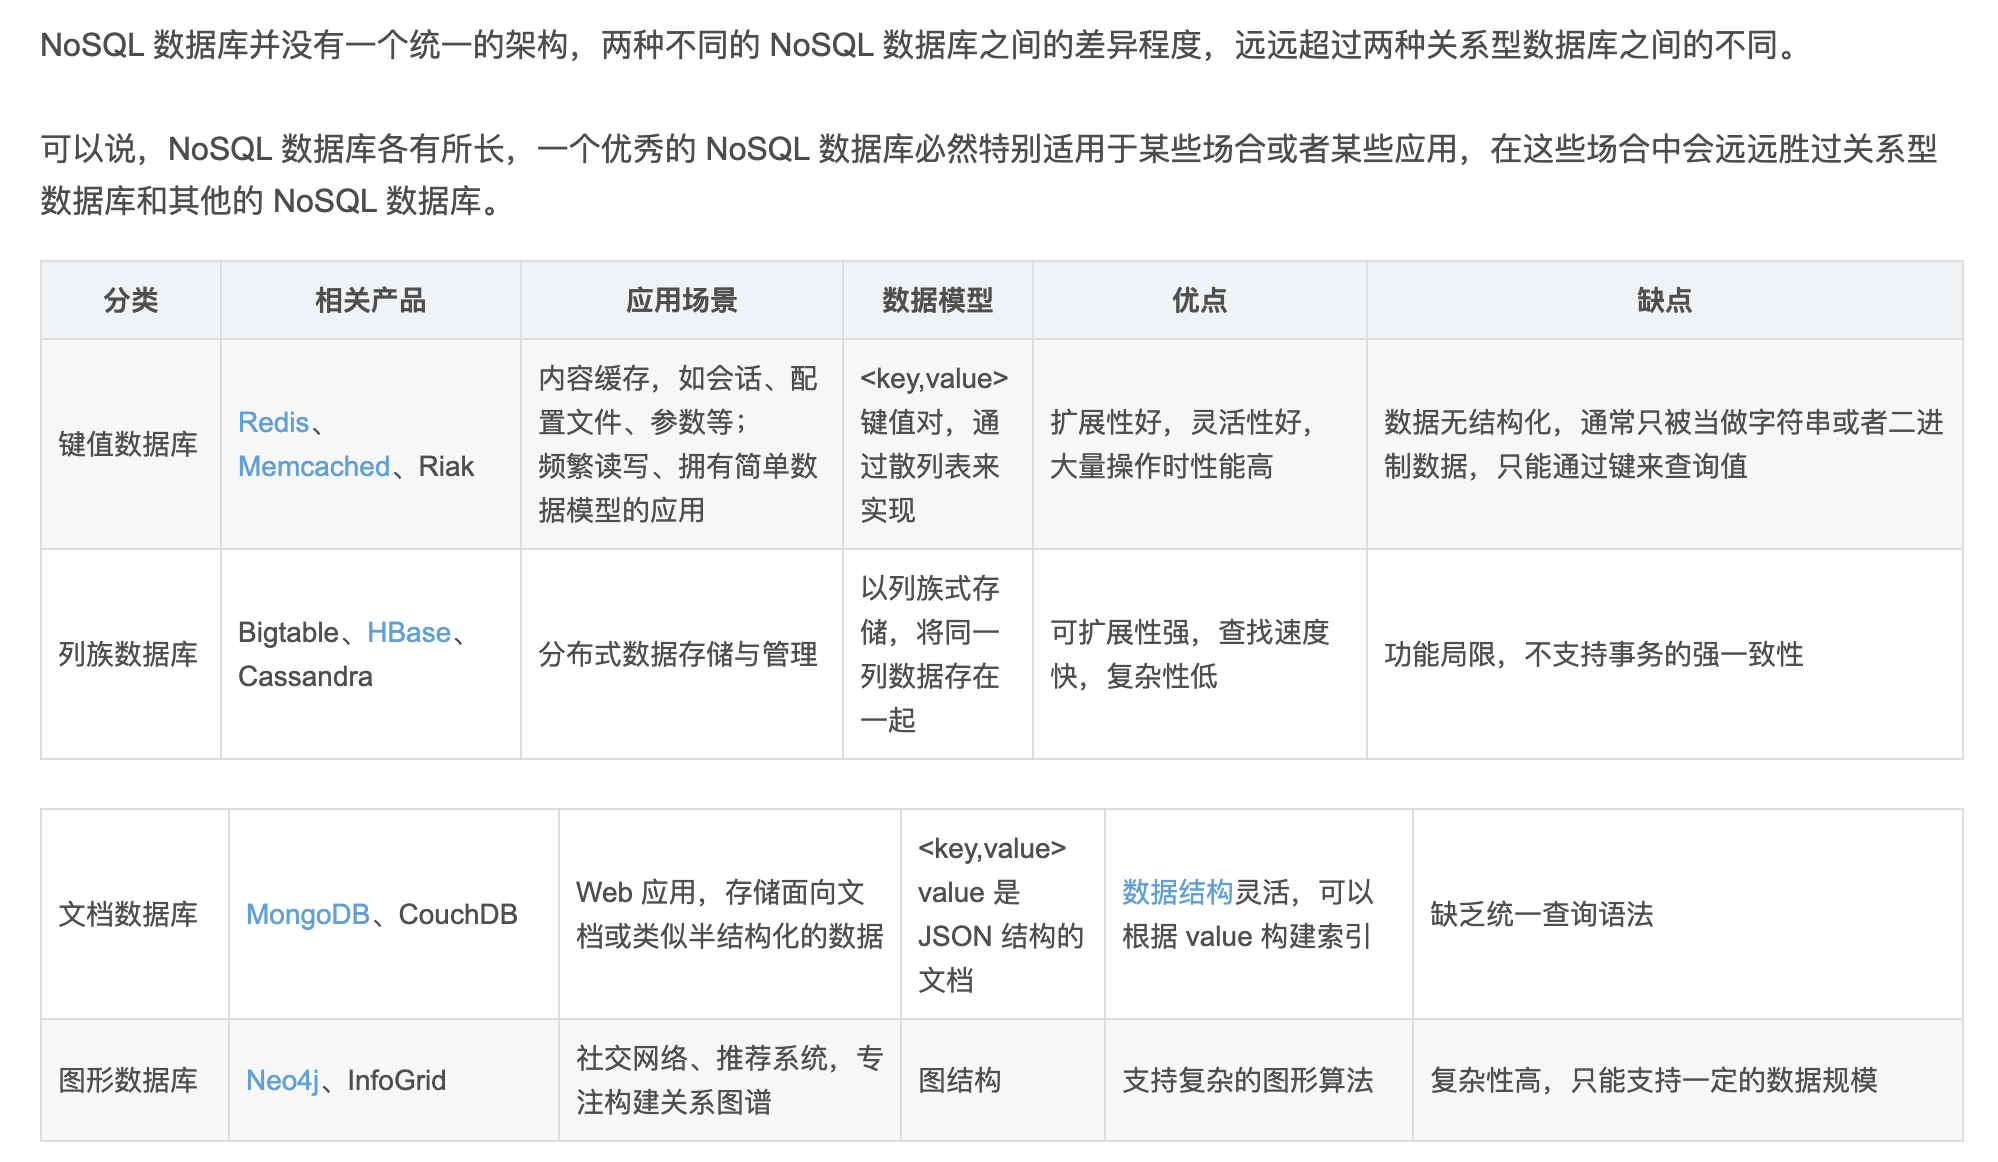 NoSQL 数据库并没有一个统一的架构，两种不同的 NoSQL 数据库之间的差异程度，远远超过两种关系型数据库之间的不同。
可以说，NoSQL 数据库各有所长，一个优秀的 NoSQL 数据库必然特别适用于某些场合或者某些应用，在这些场合中会远远胜过关系型
数据库和其他的 NoSQL 数据库。
分类
相关产品
应用场景
数据模型
优点
缺点
键值数据库
Redis、
Memcached、Riak
内容缓存，如会话、配
置文件、参数等；
频繁读写、拥有简单数
据模型的应用
<key,value>
键值对，通
过散列表来
实现
扩展性好，灵活性好，
大量操作时性能高
数据无结构化，通常只被当做字符串或者二进
制数据，只能通过键来查询值
列族数据库
Bigtable、HBase、
Cassandra
分布式数据存储与管理
以列族式存
储，将同一
列数据存在
一起
可扩展性强，查找速度
快，复杂性低
功能局限，不支持事务的强一致性
文档数据库
MongoDB、CouchDB
Web 应用，存储面向文
档或类似半结构化的数据
<key,value>
value 是
JSON 结构的
文档
数据结构灵活，可以
根据 value 构建索引
缺乏统一查询语法
图形数据库
Neo4j、InfoGrid
社交网络、推荐系统，专
注构建关系图谱
图结构
支持复杂的图形算法
复杂性高，只能支持一定的数据规模